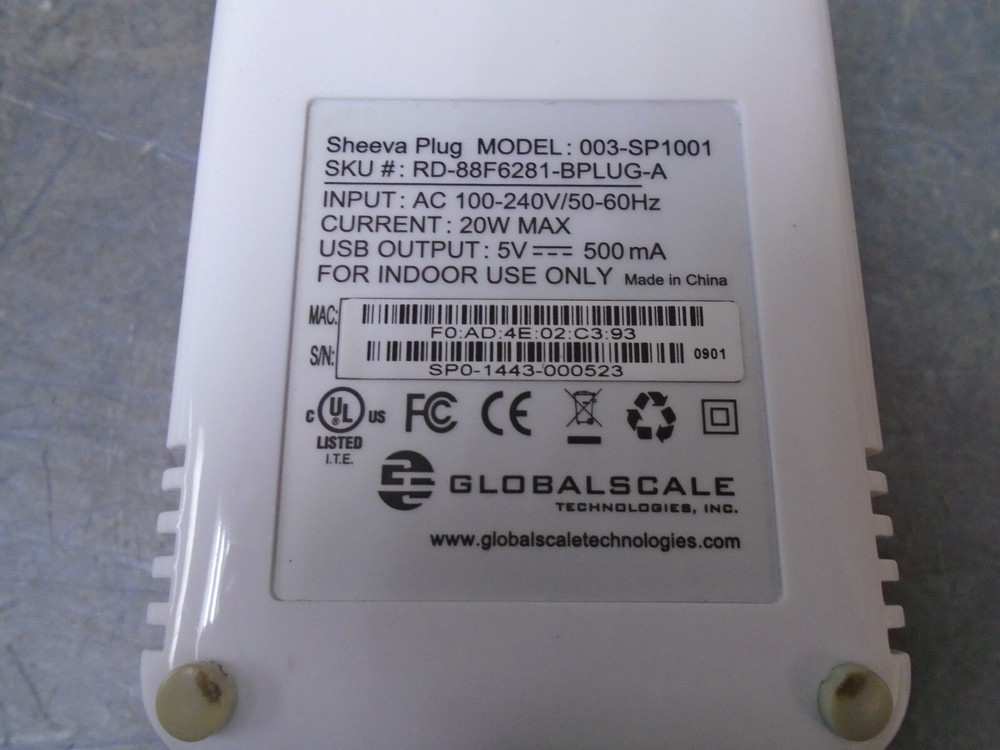 Sheeva Plug MODEL: 003-SP1001
SKU #: RD-88F6281-BPLUG-A
INPUT: AC 100-240V/50-60Hz
CURRENT: 20W MAX
USB OUTPUT: 5V 500 mA
FOR INDOOR USE ONLY Made in China
MAC:
F0:AD:4E:02:C3:93
S/N: 0901
SP0-1443-000523
C UL US FC CE
LISTED
I.T.E.
GLOBALSCALE
TECHNOLOGIES, INC.
www.globalscaletechnologies.com